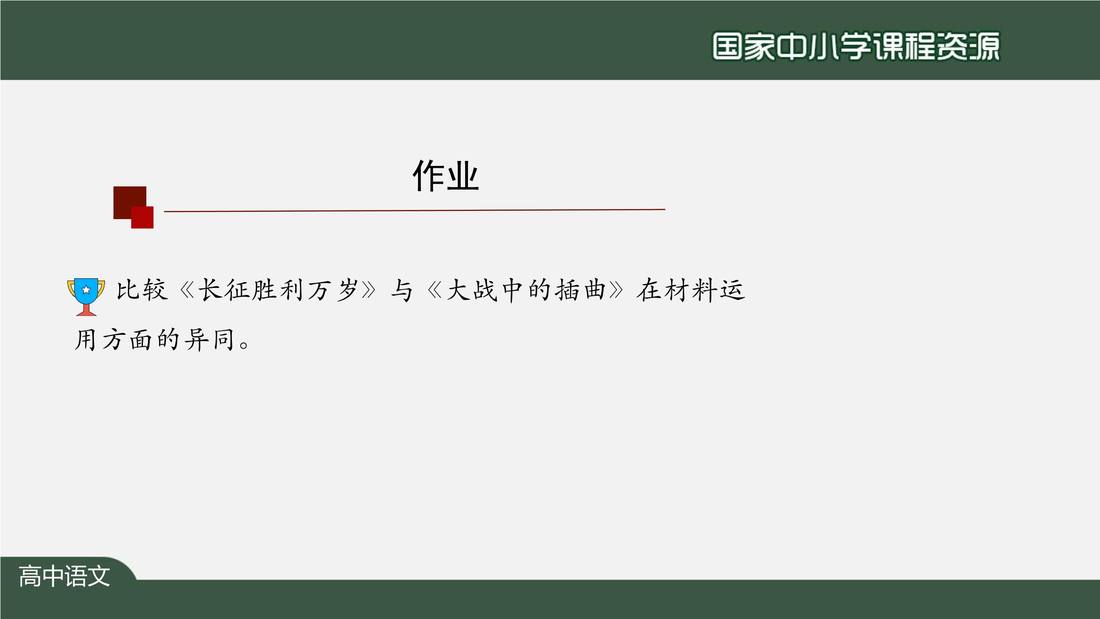 国家中小学课程资源
作业
比较《长征胜利万岁》与《大战中的插曲》在材料运
用方面的异同。
高中语文